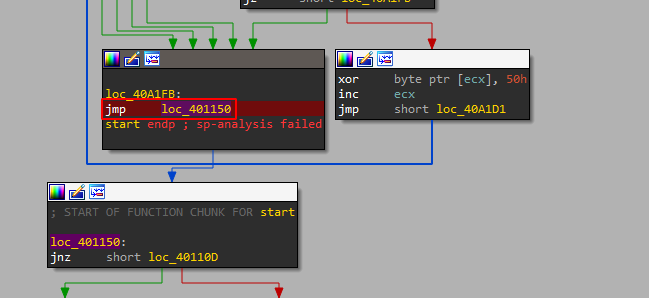 jz short loc_40A1FB
loc_40A1FB:
jmp loc_401150
start endp ; sp-analysis failed
xor byte ptr [ecx], 50h
inc ecx
jmp short loc_40A1D1
; START OF FUNCTION CHUNK FOR start
loc_401150:
jnz short loc_40110D